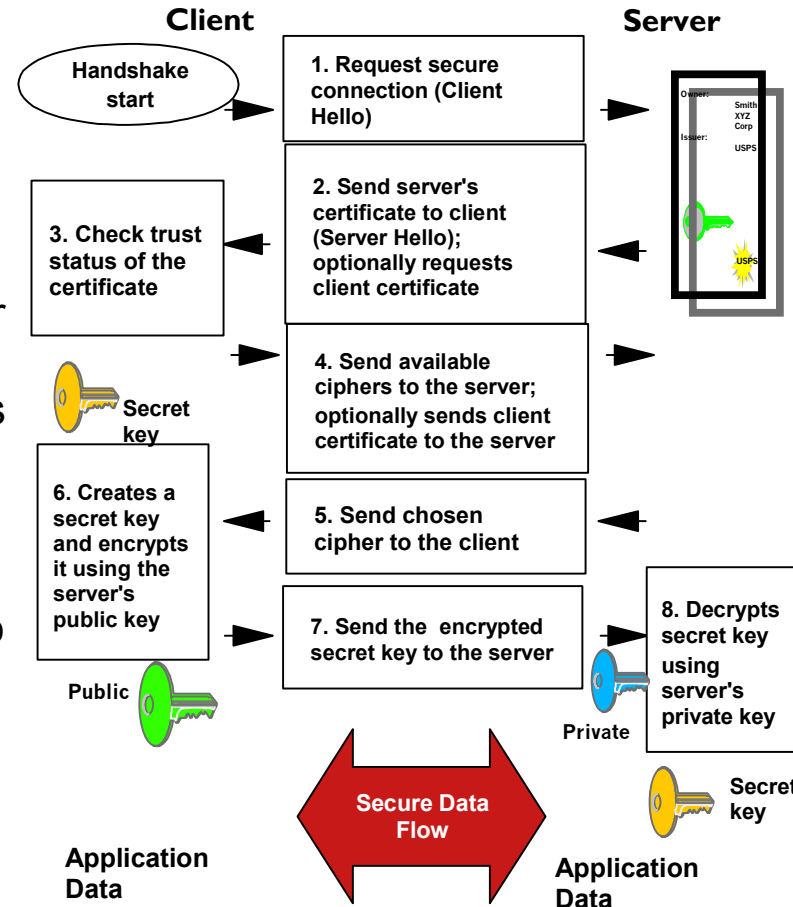 Client
Server
Handshake
start
1. Request secure
connection (Client
Hello)
Owner:
Smith
XYZ
Corp
Issuer:
USPS
USPS
2. Send server's
certificate to client
(Server Hello);
optionally requests
client certificate
3. Check trust
status of the
certificate
r
s
4. Send available
ciphers to the server;
optionally sends client
certificate to the server
Secret
key
6. Creates a
secret key
and encrypts
it using the
server's
public key
5. Send chosen
cipher to the client
7. Send the encrypted
secret key to the server
8. Decrypts
secret key
using
server's
private key
Public
Private
Secret
key
Secure Data
Flow
Application
Data
Application
Data